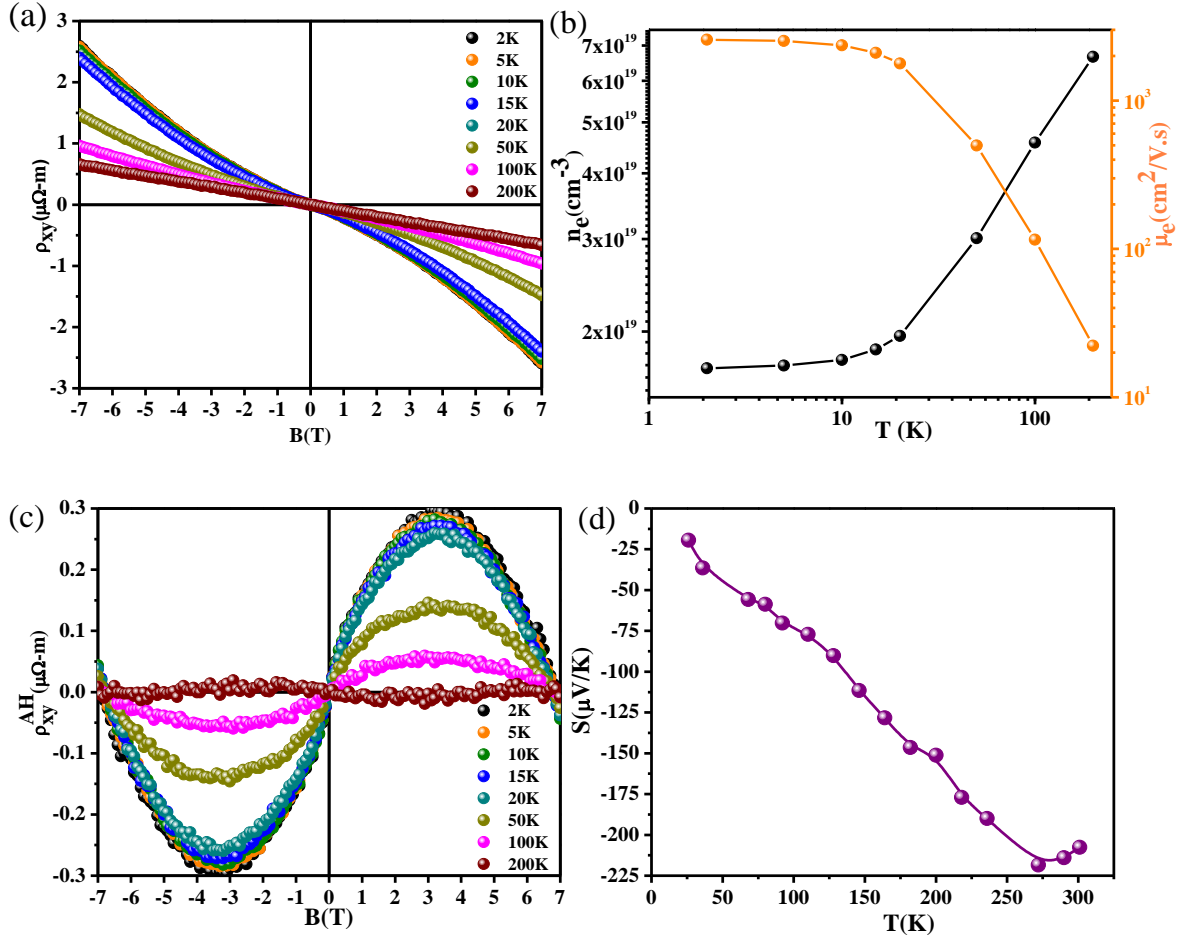 (a)
3
2
1
0
-1
-2
-3
-7 -6 -5 -4 -3 -2 -1 0 1 2 3 4 5 6 7
ρxy(μΩ-m)
B(T)
2K
5K
10K
15K
20K
50K
100K
200K
(b)
7x10^19
6x10^19
5x10^19
4x10^19
3x10^19
2x10^19
ne(cm^-3)
1 10 100
T (K)
10^3
10^2
10^1
μe(cm^2/V.s)
(c)
0.3
0.2
0.1
0.0
-0.1
-0.2
-0.3
-7 -6 -5 -4 -3 -2 -1 0 1 2 3 4 5 6 7
ρxy^AH(μΩ-m)
B(T)
2K
5K
10K
15K
20K
50K
100K
200K
(d)
0
-25
-50
-75
-100
-125
-150
-175
-200
-225
0 50 100 150 200 250 300
S(μV/K)
T(K)